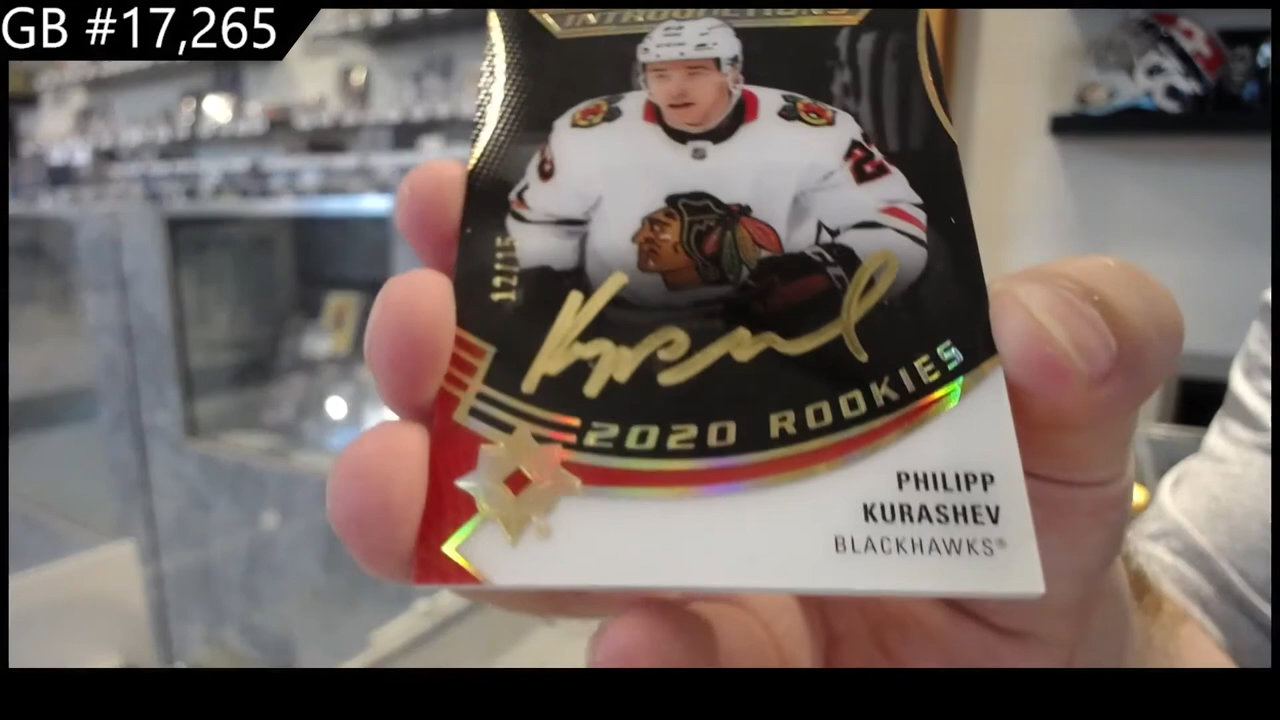 GB #17,265
INTRODUCTIONS
12/15
2020 ROOKIES
PHILIPP
KURASHEV
BLACKHAWKS®